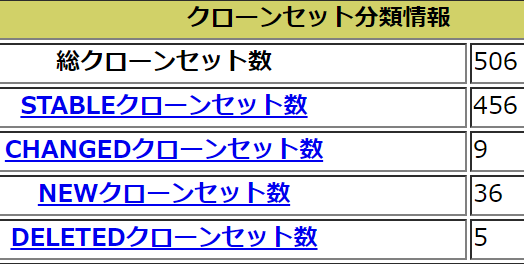 クローンセット分類情報
総クローンセット数 506
STABLEクローンセット数 456
CHANGEDクローンセット数 9
NEWクローンセット数 36
DELETEDクローンセット数 5